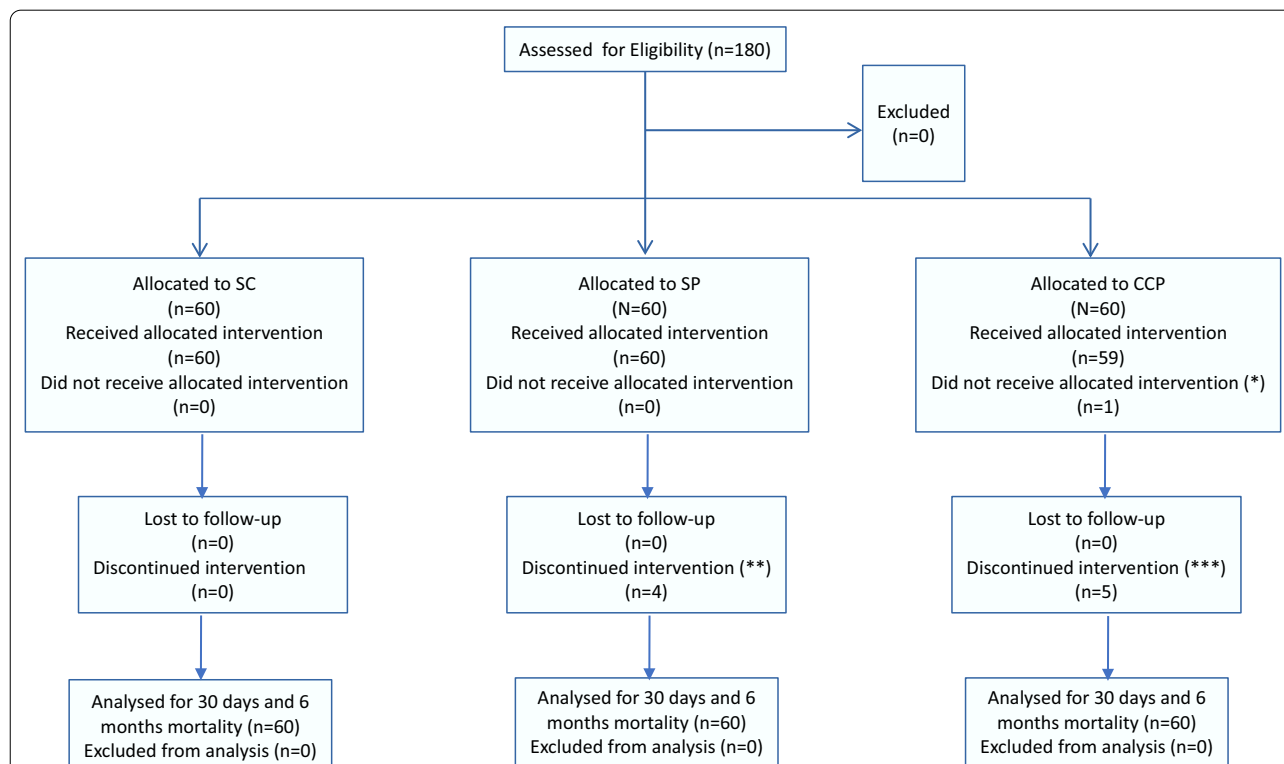 Assessed for Eligibility (n=180)
Excluded
(n=0)
Allocated to SC
(n=60)
Received allocated intervention
(n=60)
Did not receive allocated intervention
(n=0)
Allocated to SP
(N=60)
Received allocated intervention
(n=60)
Did not receive allocated intervention
(n=0)
Allocated to CCP
(N=60)
Received allocated intervention
(n=59)
Did not receive allocated intervention (*)
(n=1)
Lost to follow-up
(n=0)
Discontinued intervention
(n=0)
Lost to follow-up
(n=0)
Discontinued intervention (**)
(n=4)
Lost to follow-up
(n=0)
Discontinued intervention (***)
(n=5)
Analysed for 30 days and 6
months mortality (n=60)
Excluded from analysis (n=0)
Analysed for 30 days and 6
months mortality (n=60)
Excluded from analysis (n=0)
Analysed for 30 days and 6
months mortality (n=60)
Excluded from analysis (n=0)